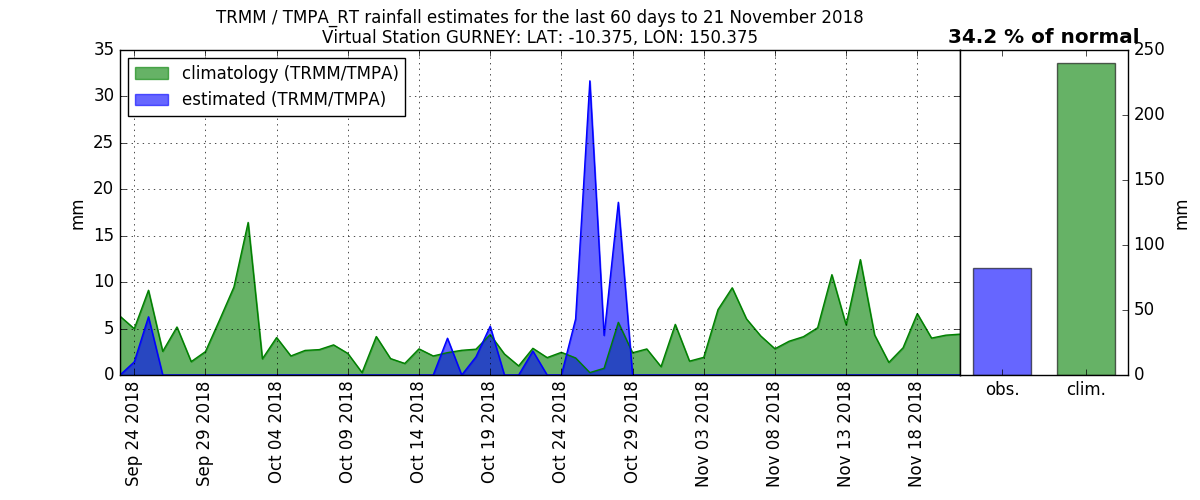 TRMM / TMPA_RT rainfall estimates for the last 60 days to 21 November 2018
Virtual Station GURNEY: LAT: -10.375, LON: 150.375
34.2 % of normal
climatology (TRMM/TMPA)
estimated (TRMM/TMPA)
35
30
25
20
15
10
5
0
mm
Sep 24 2018
Sep 29 2018
Oct 04 2018
Oct 09 2018
Oct 14 2018
Oct 19 2018
Oct 24 2018
Oct 29 2018
Nov 03 2018
Nov 08 2018
Nov 13 2018
Nov 18 2018
obs.
clim.
250
200
150
100
50
0
mm